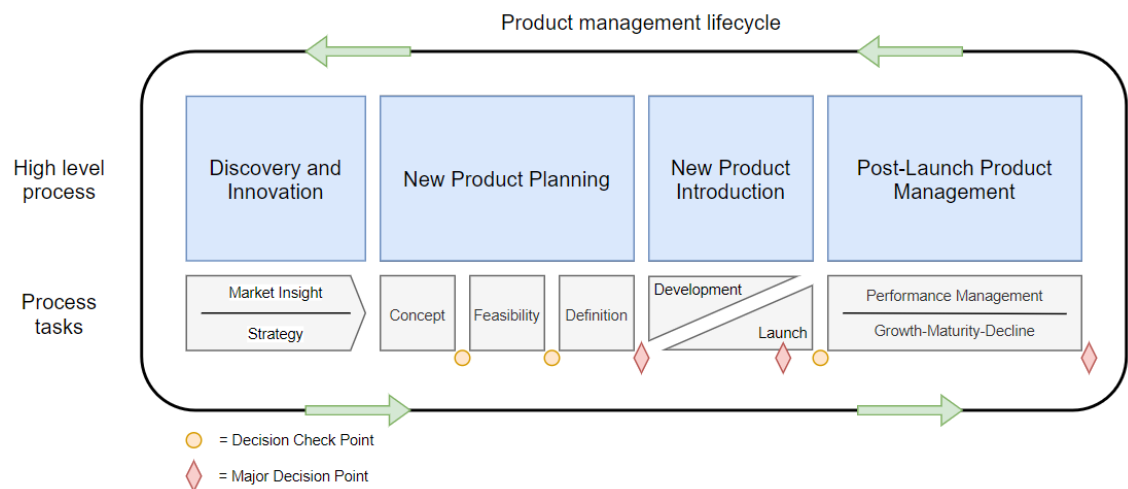 Product management lifecycle
High level
process
Discovery and
Innovation
New Product Planning
New Product
Introduction
Post-Launch Product
Management
Process
tasks
Market Insight
Strategy
Concept
Feasibility
Definition
Development
Launch
Performance Management
Growth-Maturity-Decline
= Decision Check Point
= Major Decision Point